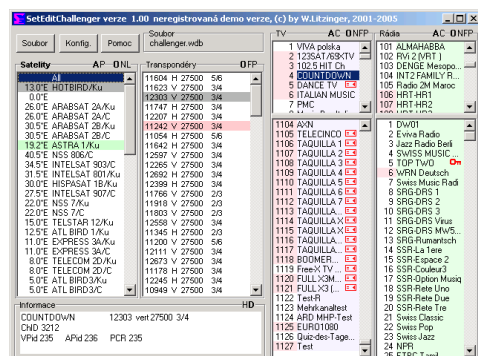 SetEditChallenger verze 1.00 neregistrovaná demo verze, (c) by W.Litzinger, 2001-2005
Soubor
Konfig.
Pomoc
Soubor
challenger.wdb
Satelity AP ONL
All
13.0°E HOTBIRD/Ku
0.0°E
26.0°E ARABSAT 2A/Ku
26.0°E ARABSAT 2A/C
30.5°E ARABSAT 2B/Ku
30.5°E ARABSAT 2B/C
19.2°E ASTRA 1/Ku
40.5°E NSS 806/C
34.5°E INTELSAT 903/C
31.5°E INTELSAT 801/Ku
30.0°E HISPASAT 1B/Ku
27.5°E INTELSAT 907/C
22.0°E NSS 7/Ku
22.0°E NSS 7/C
15.0°E TELSTAR 12/Ku
12.5°E ATL BIRD 1/Ku
11.0°E EXPRESS 3A/Ku
11.0°E EXPRESS 3A/C
8.0°E TELECOM 2D/Ku
8.0°E TELECOM 2D/C
5.0°E ATL BIRD3/Ku
5.0°E ATL BIRD3/C
Transpondéry OFP
11604 H 27500 5/6
11623 V 27500 3/4
12303 V 27500 3/4
11747 H 27500 3/4
12207 H 27500 3/4
11242 V 27500 3/4
11054 H 27500 5/6
11642 H 27500 3/4
12597 V 27500 3/4
12265 V 27500 3/4
12692 H 27500 3/4
12399 H 27500 3/4
11766 V 27500 2/3
11918 V 27500 2/3
11803 V 27500 2/3
12558 V 27500 3/4
11345 H 27500 2/3
11200 V 27500 5/6
12111 V 27500 3/4
12673 V 27500 3/4
11178 H 27500 3/4
12245 H 27500 3/4
10949 V 27500 3/4
Informace HD
COUNTDOWN 12303 vert 27500 3/4
CND 3212
VPid 235 APid 236 PCR 235
TV AC ONFP
1 VIVA polska
2 123SAT/69XTV
3 102.5 HIT Ch
4 COUNTDOWN
5 DANCE TV
6 ITALIAN MUSIC
7 PMC
1104 AXN
1105 TELECINCO
1106 TAQUILLA 1
1107 TAQUILLA 2
1108 TAQUILLA 3
1109 TAQUILLA 4
1110 TAQUILLA 5
1111 TAQUILLA 6
1112 TAQUILLA 7
1113 TAQUILLA...
1114 TAQUILLA X
1115 TAQUILLAX...
1116 TAQUILLAX...
1117 TAQUILLAX...
1118 BOOMER...
1119 Free-X TV ...
1120 FULL X3M...
1121 FULL X3 (...
1122 Test-R
1123 Mehrkanaltest
1124 ARD MHP-Test
1125 EURO1080
1126 Quiz-des-Tage...
1127 Test
Rádia AC ONFP
101 ALMAHABBA
102 RVi 2 (VRT )
103 DENGE Mesopo...
104 INT2 FAMILY R...
105 Radio 2M Maroc
106 HRT-HR1
107 HRT-HR2
1 DW01
2 Eviva Radio
3 Jazz Radio Berli
4 SWISS MUSIC ...
5 TOP TWO
6 WRN Deutsch
7 Swiss Music Radi
8 SRG-DRS 1
9 SRG-DRS 2
10 SRG-DRS 3
11 SRG-DRS Virus
12 SRG-DRS MW5...
13 SRG-Rumantsch
14 SSR-La 1ere
15 SSR-Espace 2
16 SSR-Couleur3
17 SSR-Option Musiq
18 SSR-Rete Uno
19 SSR-Rete Due
20 SSR-Rete Tre
21 Swiss Classic
22 Swiss Pop
23 Swiss Jazz
24 NPR